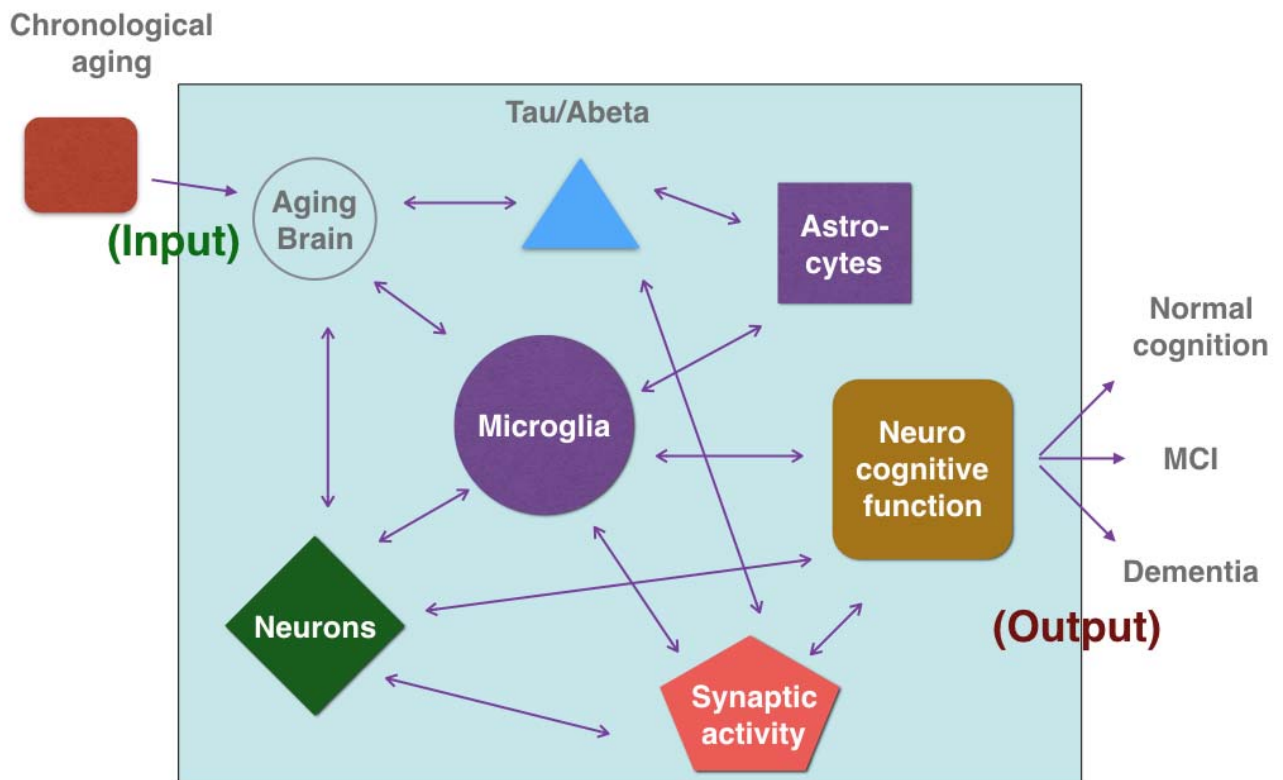 Chronological
aging
(Input)
Tau/Abeta
Aging
Brain
Astro-
cytes
Microglia
Neuro
cognitive
function
Normal
cognition
MCI
Dementia
(Output)
Neurons
Synaptic
activity